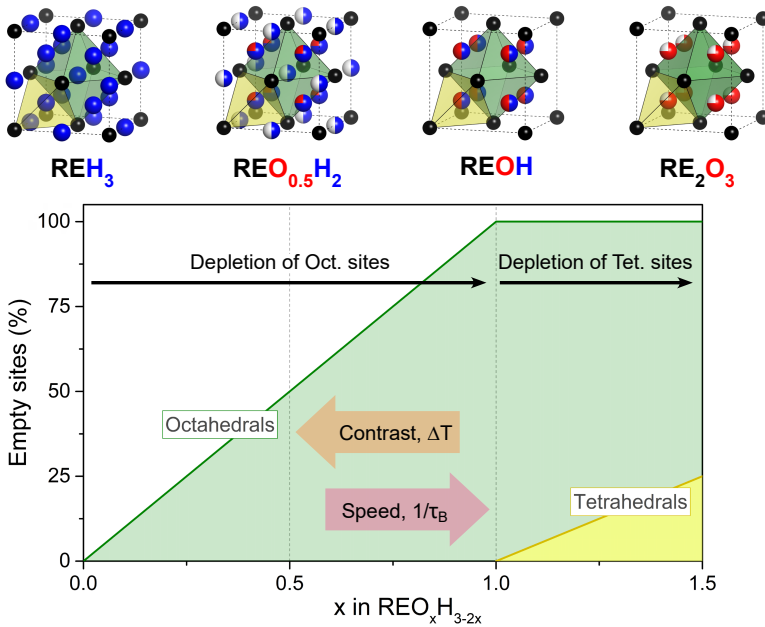 REH₃
REO₀.₅H₂
REOH
RE₂O₃
100
75
50
25
0
Empty sites (%)
Depletion of Oct. sites
Depletion of Tet. sites
Octahedrals
Contrast, ΔT
Speed, 1/τ_B
Tetrahedrals
0.0
0.5
1.0
1.5
x in REOₓH₃₋₂ₓ